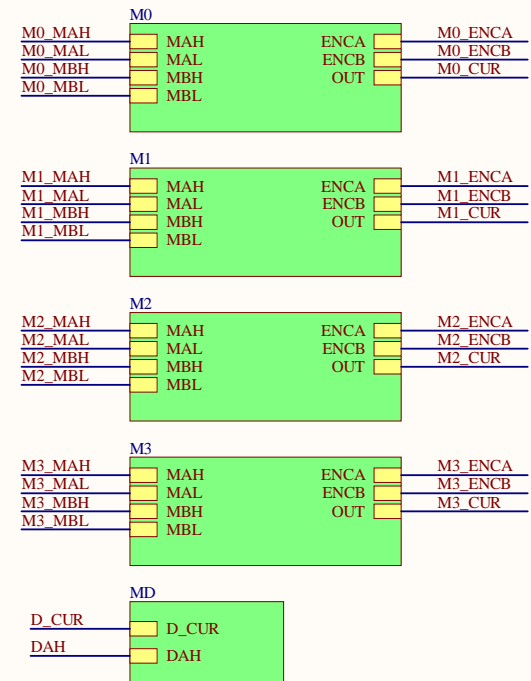 M0
M0_MAH MAH ENCA M0_ENCA
M0_MAL MAL ENCB M0_ENCB
M0_MBH MBH OUT M0_CUR
M0_MBL MBL
M1
M1_MAH MAH ENCA M1_ENCA
M1_MAL MAL ENCB M1_ENCB
M1_MBH MBH OUT M1_CUR
M1_MBL MBL
M2
M2_MAH MAH ENCA M2_ENCA
M2_MAL MAL ENCB M2_ENCB
M2_MBH MBH OUT M2_CUR
M2_MBL MBL
M3
M3_MAH MAH ENCA M3_ENCA
M3_MAL MAL ENCB M3_ENCB
M3_MBH MBH OUT M3_CUR
M3_MBL MBL
MD
D_CUR D_CUR
DAH DAH